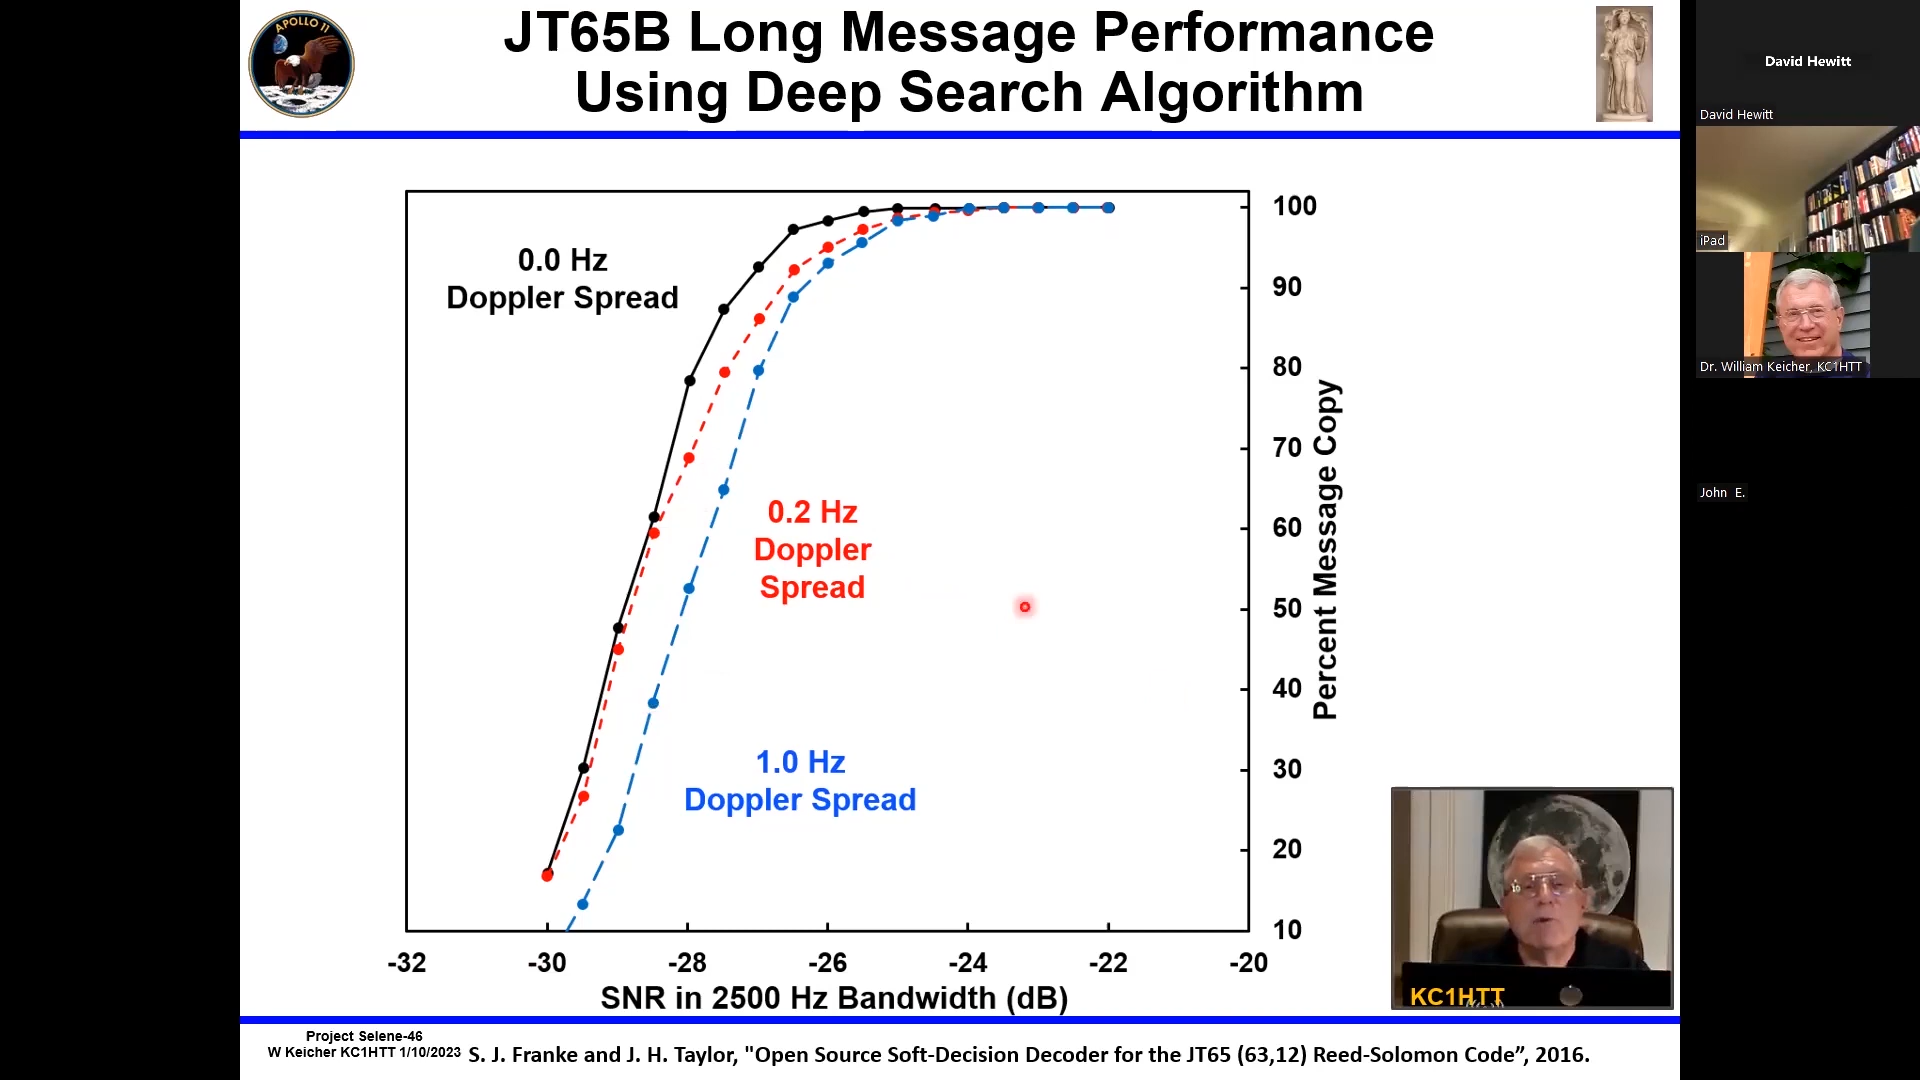 APOLLO 11
JT65B Long Message Performance
Using Deep Search Algorithm
0.0 Hz
Doppler Spread
0.2 Hz
Doppler
Spread
1.0 Hz
Doppler Spread
100
90
80
70
60
50
40
30
20
10
Percent Message Copy
-32 -30 -28 -26 -24 -22 -20
SNR in 2500 Hz Bandwidth (dB)
KC1HTT
Project Selene-46
W Keicher KC1HTT 1/10/2023
S. J. Franke and J. H. Taylor, "Open Source Soft-Decision Decoder for the JT65 (63,12) Reed-Solomon Code”, 2016.
David Hewitt
David Hewitt
iPad
Dr. William Keicher, KC1HTT
John E.